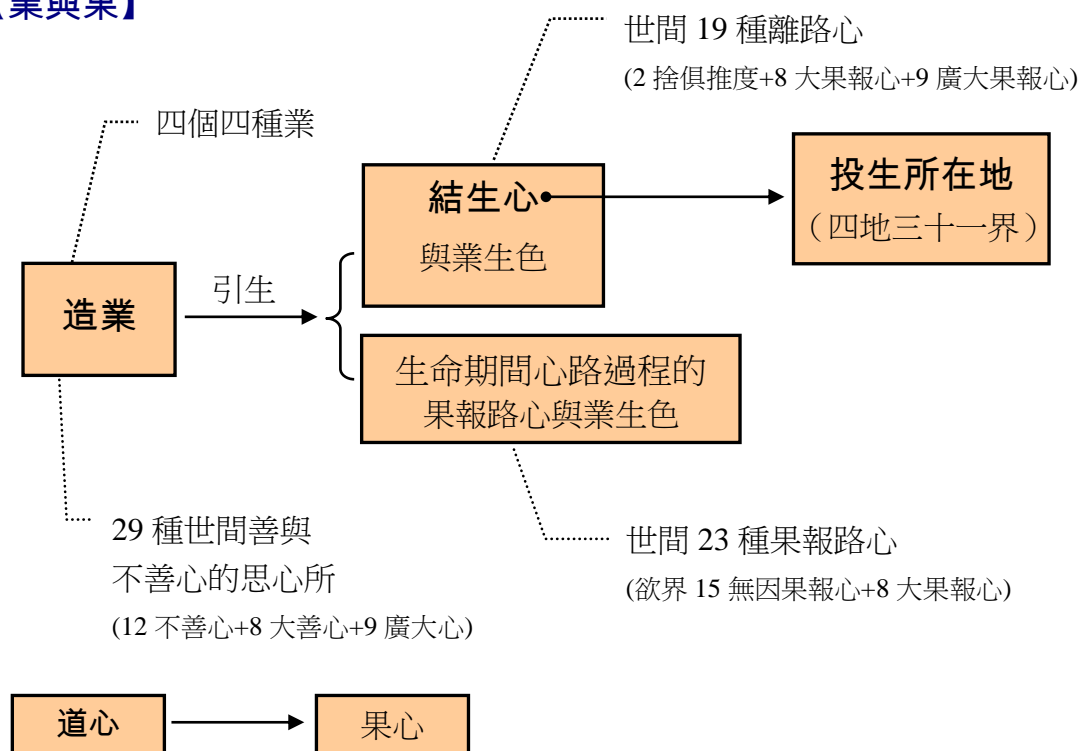 業與果】
世間 19 種離路心
(2 捨俱推度+8 大果報心+9 廣大果報心)
四個四種業
結生心
與業生色
投生所在地
（四地三十一界）
造業
引生
生命期間心路過程的
果報路心與業生色
29 種世間善與
不善心的思心所
(12 不善心+8 大善心+9 廣大心)
世間 23 種果報路心
(欲界 15 無因果報心+8 大果報心)
道心
果心